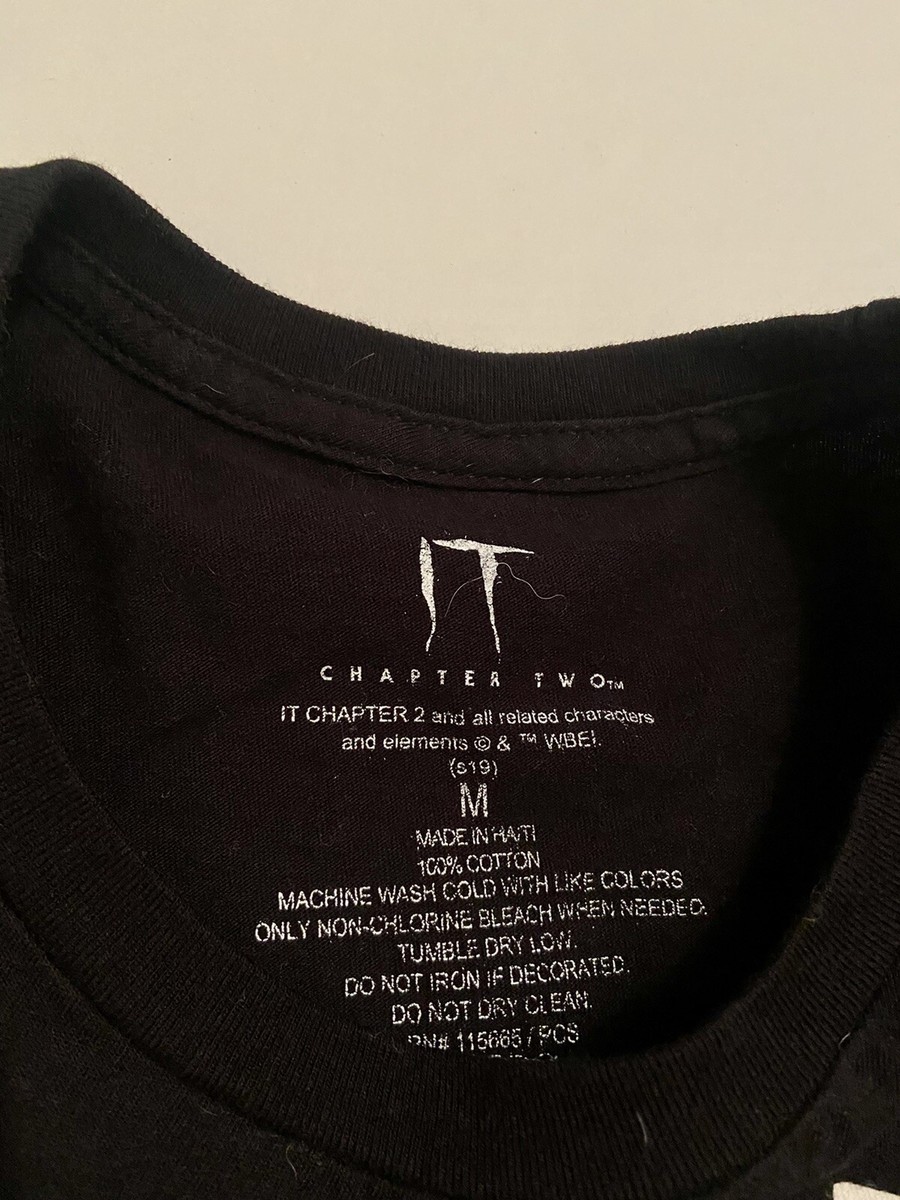 IT
CHAPTER TWO™
IT CHAPTER 2 and all related characters
and elements © & ™ WBEI.
(s19)
M
MADE IN HAITI
100% COTTON
MACHINE WASH COLD WITH LIKE COLORS
ONLY NON-CHLORINE BLEACH WHEN NEEDED.
TUMBLE DRY LOW.
DO NOT IRON IF DECORATED.
DO NOT DRY CLEAN.
RN# 115665 / PCS